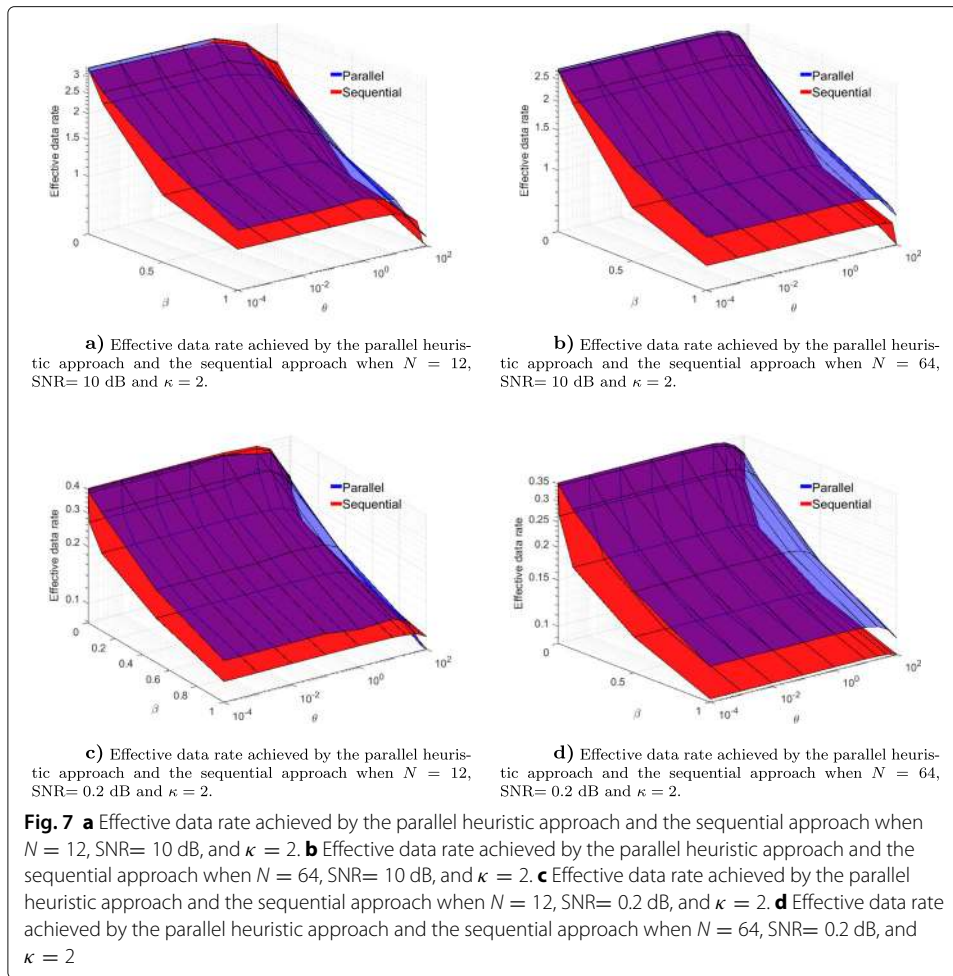 Parallel
Sequential
Effective data rate
3
2.5
2
1.5
1
0
0.5
1
β
10^-4
10^-2
10^0
10^2
θ
Parallel
Sequential
Effective data rate
2.5
2
1.5
1
0
0.5
1
β
10^-4
10^-2
10^0
10^2
θ
a) Effective data rate achieved by the parallel heuris-
tic approach and the sequential approach when N = 12,
SNR= 10 dB and κ = 2.
b) Effective data rate achieved by the parallel heuris-
tic approach and the sequential approach when N = 64,
SNR= 10 dB and κ = 2.
Parallel
Sequential
Effective data rate
0.4
0.3
0.2
0.1
0
0.2
0.4
0.6
0.8
1
β
10^-4
10^-2
10^0
10^2
θ
Parallel
Sequential
Effective data rate
0.35
0.3
0.25
0.2
0.15
0.1
0
0.5
1
β
10^-4
10^-2
10^0
10^2
θ
c) Effective data rate achieved by the parallel heuris-
tic approach and the sequential approach when N = 12,
SNR= 0.2 dB and κ = 2.
d) Effective data rate achieved by the parallel heuris-
tic approach and the sequential approach when N = 64,
SNR= 0.2 dB and κ = 2.
Fig. 7 a Effective data rate achieved by the parallel heuristic approach and the sequential approach when
N = 12, SNR= 10 dB, and κ = 2. b Effective data rate achieved by the parallel heuristic approach and the
sequential approach when N = 64, SNR= 10 dB, and κ = 2. c Effective data rate achieved by the parallel
heuristic approach and the sequential approach when N = 12, SNR= 0.2 dB, and κ = 2. d Effective data rate
achieved by the parallel heuristic approach and the sequential approach when N = 64, SNR= 0.2 dB, and
κ = 2